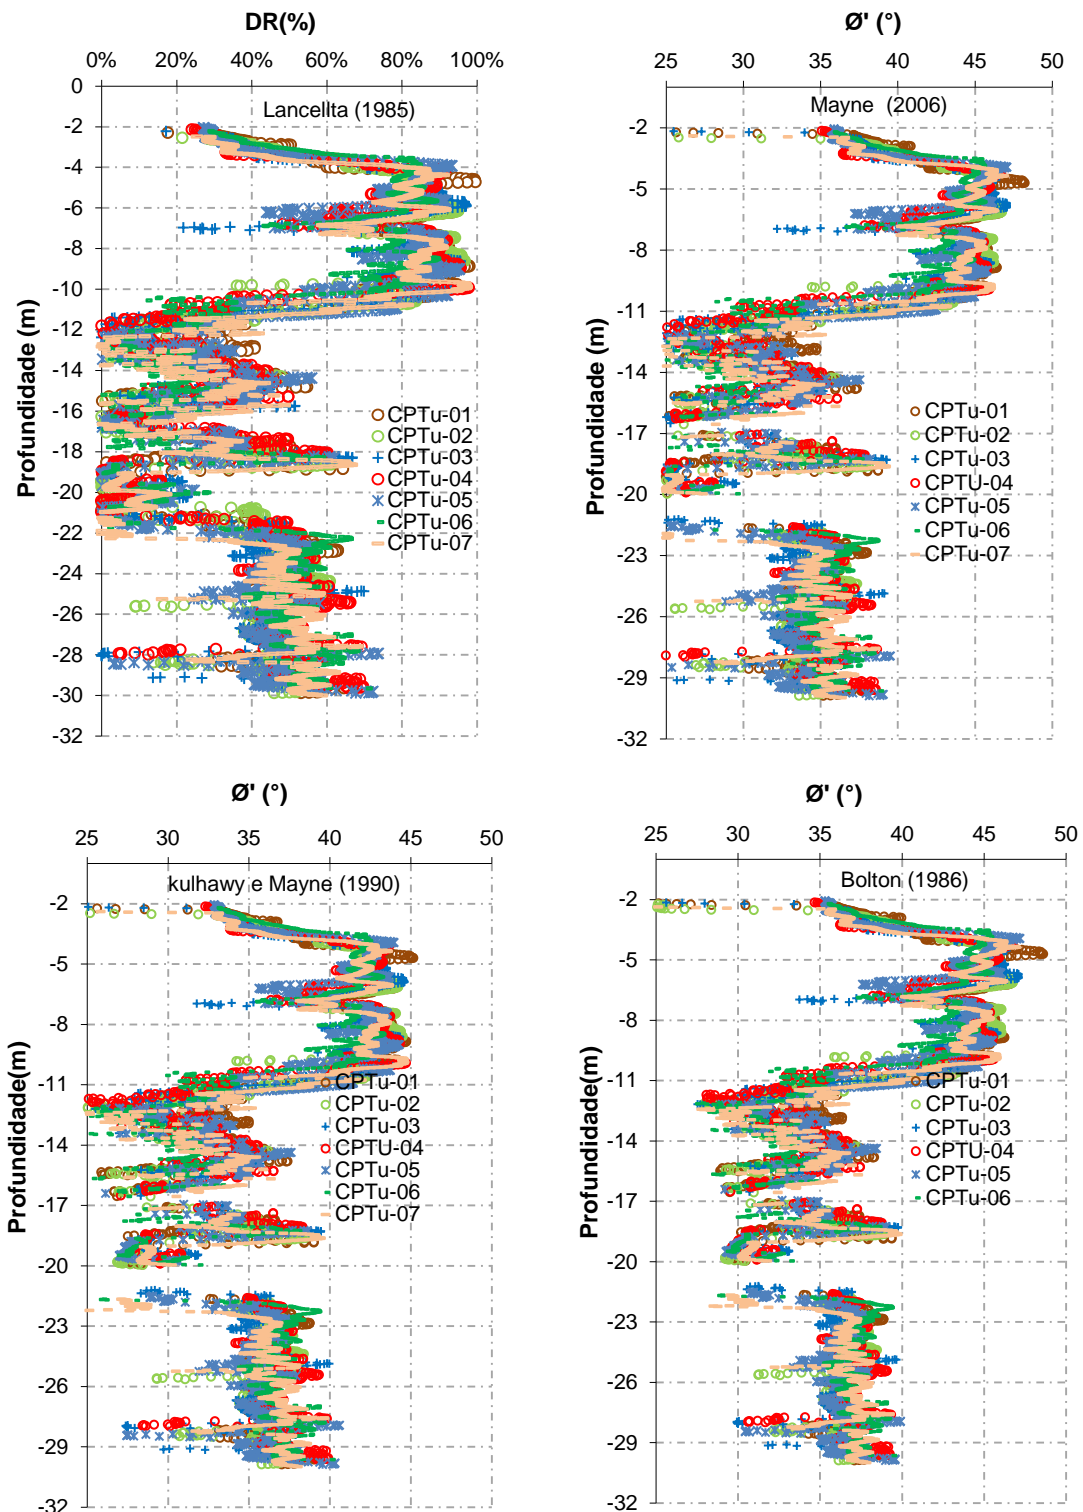 DR(%)
0% 20% 40% 60% 80% 100%
Lancellta (1985)
0
-2
-4
-6
-8
-10
-12
-14
-16
-18
-20
-22
-24
-26
-28
-30
-32
Profundidade (m)
CPTu-01
CPTu-02
CPTu-03
CPTu-04
CPTu-05
CPTu-06
CPTu-07
Ø' (°)
25 30 35 40 45 50
Mayne (2006)
-2
-5
-8
-11
-14
-17
-20
-23
-26
-29
-32
Profundidade (m)
CPTu-01
CPTu-02
CPTu-03
CPTU-04
CPTu-05
CPTu-06
CPTu-07
Ø' (°)
25 30 35 40 45 50
kulhawy e Mayne (1990)
-2
-5
-8
-11
-14
-17
-20
-23
-26
-29
-32
Profundidade(m)
CPTu-01
CPTu-02
CPTu-03
CPTU-04
CPTu-05
CPTu-06
CPTu-07
Ø' (°)
25 30 35 40 45 50
Bolton (1986)
-2
-5
-8
-11
-14
-17
-20
-23
-26
-29
-32
Profundidade(m)
CPTu-01
CPTu-02
CPTu-03
CPTU-04
CPTu-05
CPTu-06